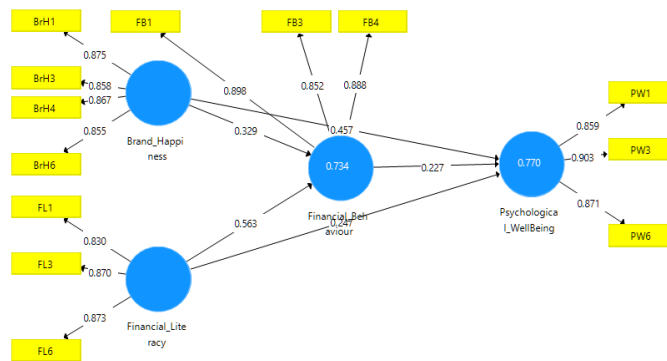 BrH1
FB1
FB3
FB4
0.875
BrH3
0.858
0.898
0.852
0.888
BrH4
0.867
PW1
0.855
0.329
0.457
0.859
Brand_Happi
ness
BrH6
0.734
0.227
0.770
0.903
PW3
FL1
0.871
0.830
0.563
Financial_Beh
aviour
0.247
Psychologica
l_WellBeing
PW6
FL3
0.870
0.873
Financial_Lite
racy
FL6